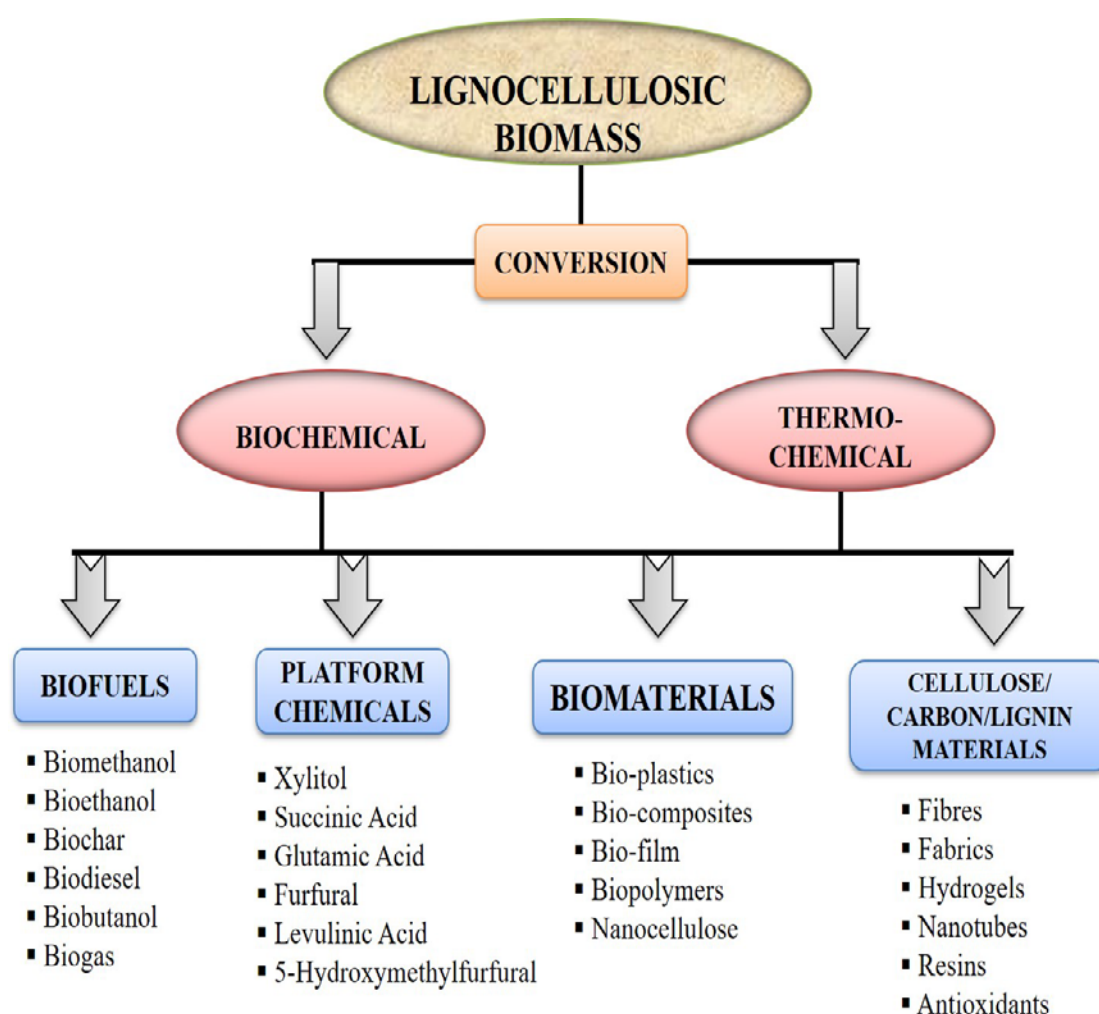 LIGNOCELLULOSIC
BIOMASS
CONVERSION
BIOCHEMICAL
THERMO-
CHEMICAL
BIOFUELS
▪ Biomethanol
▪ Bioethanol
▪ Biochar
▪ Biodiesel
▪ Biobutanol
▪ Biogas
PLATFORM
CHEMICALS
▪ Xylitol
▪ Succinic Acid
▪ Glutamic Acid
▪ Furfural
▪ Levulinic Acid
▪ 5-Hydroxymethylfurfural
BIOMATERIALS
▪ Bio-plastics
▪ Bio-composites
▪ Bio-film
▪ Biopolymers
▪ Nanocellulose
CELLULOSE/
CARBON/LIGNIN
MATERIALS
▪ Fibres
▪ Fabrics
▪ Hydrogels
▪ Nanotubes
▪ Resins
▪ Antioxidants